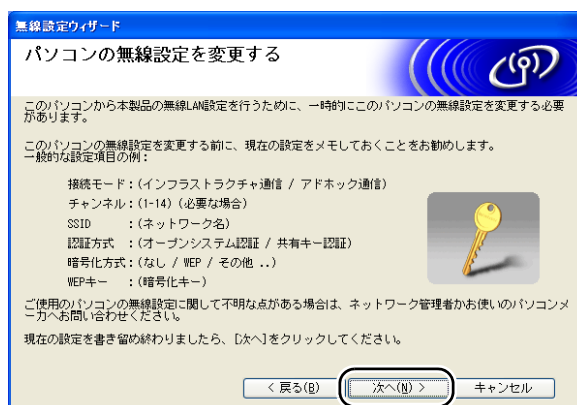 無線設定ウィザード
パソコンの無線設定を変更する
このパソコンから本製品の無線LAN設定を行うために、一時的にこのパソコンの無線設定を変更する必要
があります。
このパソコンの無線設定を変更する前に、現在の設定をメモしておくことをお勧めします。
一般的な設定項目の例：
接続モード：(インフラストラクチャ通信 / アドホック通信)
チャンネル：(1-14) (必要な場合)
SSID ：(ネットワーク名)
認証方式 ：(オープンシステム認証 / 共有キー認証)
暗号化方式：(なし / WEP / その他 ..)
WEPキー ：(暗号化キー)
ご使用のパソコンの無線設定に関して不明な点がある場合は、ネットワーク管理者かお使いのパソコンメ
ーカへお問い合わせください。
現在の設定を書き留め終わりましたら、[次へ]をクリックしてください。
< 戻る(B) 次へ(N) > キャンセル